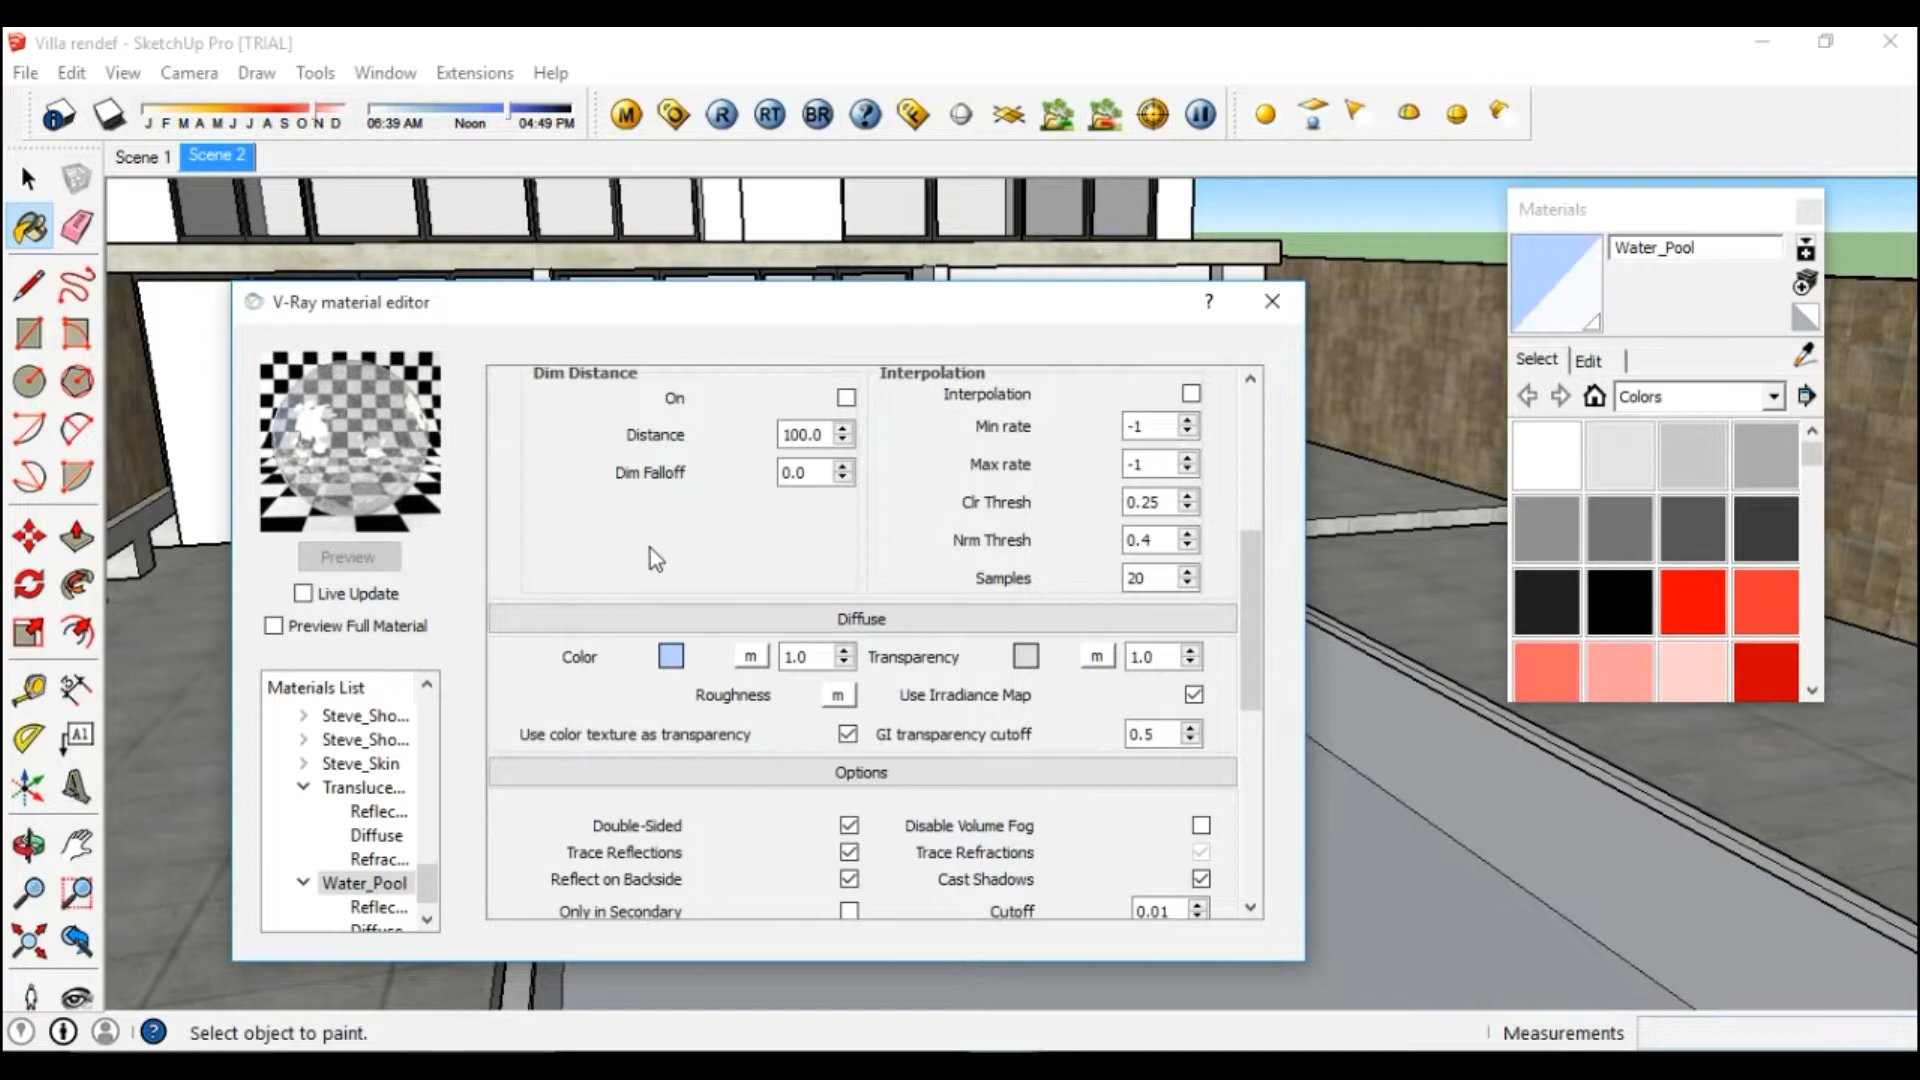 Villa rendef - SketchUp Pro [TRIAL]
File Edit View Camera Draw Tools Window Extensions Help
J F M A M J J A S O N D 06:39 AM Noon 04:49 PM M R RT BR ?
Scene 1 Scene 2
Materials
Water_Pool
Select Edit
Colors
V-Ray material editor ?
Preview
Live Update
Preview Full Material
Materials List
Steve_Sho...
Steve_Sho...
Steve_Skin
Transluce...
Reflec...
Diffuse
Refrac...
Water_Pool
Reflec...
Diffuse
Dim Distance
On
Distance 100.0
Dim Falloff 0.0
Interpolation
Interpolation
Min rate -1
Max rate -1
Clr Thresh 0.25
Nrm Thresh 0.4
Samples 20
Diffuse
Color m 1.0 Transparency m 1.0
Roughness m Use Irradiance Map
Use color texture as transparency GI transparency cutoff 0.5
Options
Double-Sided Disable Volume Fog
Trace Reflections Trace Refractions
Reflect on Backside Cast Shadows
Only in Secondary Cutoff 0.01
A1
Select object to paint.
Measurements